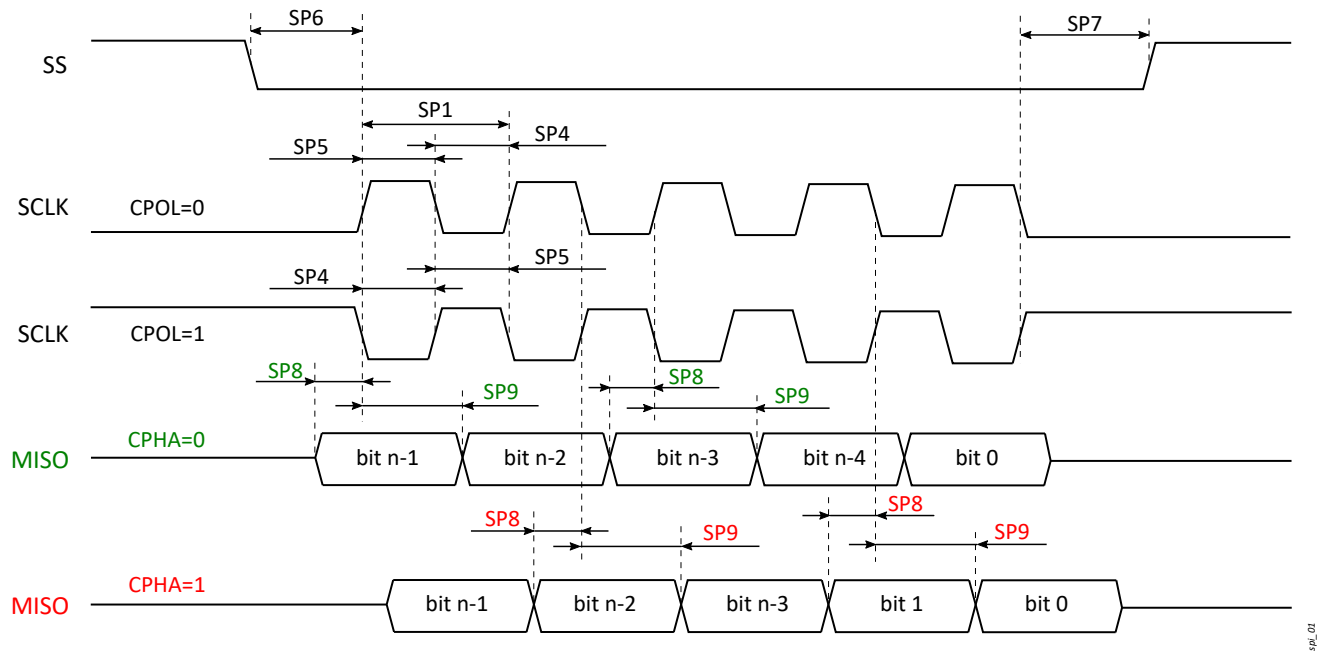 SP6
SP7
SS
SP1
SP4
SP5
SCLK CPOL=0
SP5
SP4
SCLK CPOL=1
SP8 SP8
SP9 SP9
MISO CPHA=0 bit n-1 bit n-2 bit n-3 bit n-4 bit 0
SP8 SP8
SP9 SP9
MISO CPHA=1 bit n-1 bit n-2 bit n-3 bit 1 bit 0
spi_01